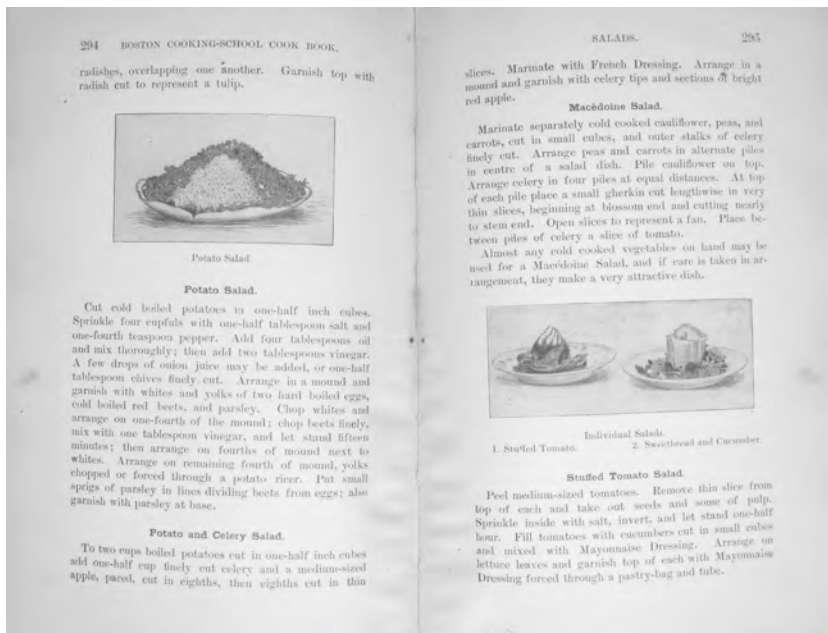 294 BOSTON COOKING-SCHOOL COOK BOOK.
radishes, overlapping one another. Garnish top with
radish cut to represent a tulip.
Potato Salad
Potato Salad.
Cut cold boiled potatoes in one-half inch cubes.
Sprinkle four cupfuls with one-half tablespoon salt and
one-fourth teaspoon pepper. Add four tablespoons oil
and mix thoroughly; then add two tablespoons vinegar.
A few drops of onion juice may be added, or one-half
tablespoon chives finely cut. Arrange in a mound and
garnish with whites and yolks of two hard boiled eggs,
cold boiled red beets, and parsley. Chop whites and
arrange on one-fourth of the mound; chop beets finely,
mix with one tablespoon vinegar, and let stand fifteen
minutes; then arrange on fourths of mound next to
whites. Arrange on remaining fourth of mound, yolks
chopped or forced through a potato ricer. Put small
sprigs of parsley in lines dividing beets from eggs; also
garnish with parsley at base.
Potato and Celery Salad.
To two cups boiled potatoes cut in one-half inch cubes
add one-half cup finely cut celery and a medium-sized
apple, pared, cut in eighths, then eighths cut in thin
SALADS. 295
slices. Marinate with French Dressing. Arrange in a
mound and garnish with celery tips and sections of bright
red apple.
Macédoine Salad.
Marinate separately cold cooked cauliflower, peas, and
carrots, cut in small cubes, and outer stalks of celery
finely cut. Arrange peas and carrots in alternate piles
in centre of a salad dish. Pile cauliflower on top.
Arrange celery in four piles at equal distances. At top
of each pile place a small gherkin cut lengthwise in very
thin slices, beginning at blossom end and cutting nearly
to stem end. Open slices to represent a fan. Place be-
tween piles of celery a slice of tomato.
Almost any cold cooked vegetables on hand may be
used for a Macédoine Salad, and if care is taken in ar-
rangement, they make a very attractive dish.
Individual Salads.
1. Stuffed Tomato. 2. Sweetbread and Cucumber.
Stuffed Tomato Salad.
Peel medium-sized tomatoes. Remove thin slice from
top of each and take out seeds and some of pulp.
Sprinkle inside with salt, invert, and let stand one-half
hour. Fill tomatoes with cucumbers cut in small cubes
and mixed with Mayonnaise Dressing. Arrange on
lettuce leaves and garnish top of each with Mayonnaise
Dressing forced through a pastry-bag and tube.